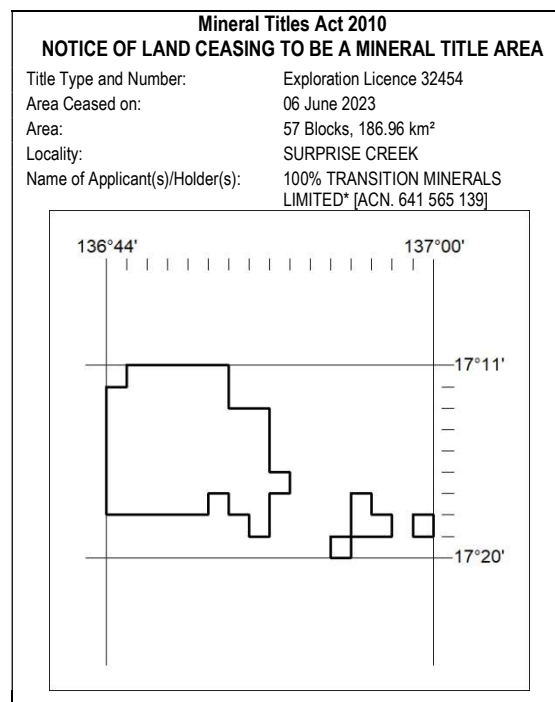 Mineral Titles Act 2010
NOTICE OF LAND CEASING TO BE A MINERAL TITLE AREA
Title Type and Number: Exploration Licence 32454
Area Ceased on: 06 June 2023
Area: 57 Blocks, 186.96 km²
Locality: SURPRISE CREEK
Name of Applicant(s)/Holder(s): 100% TRANSITION MINERALS
LIMITED* [ACN. 641 565 139]
136°44' 137°00'
17°11'
17°20'